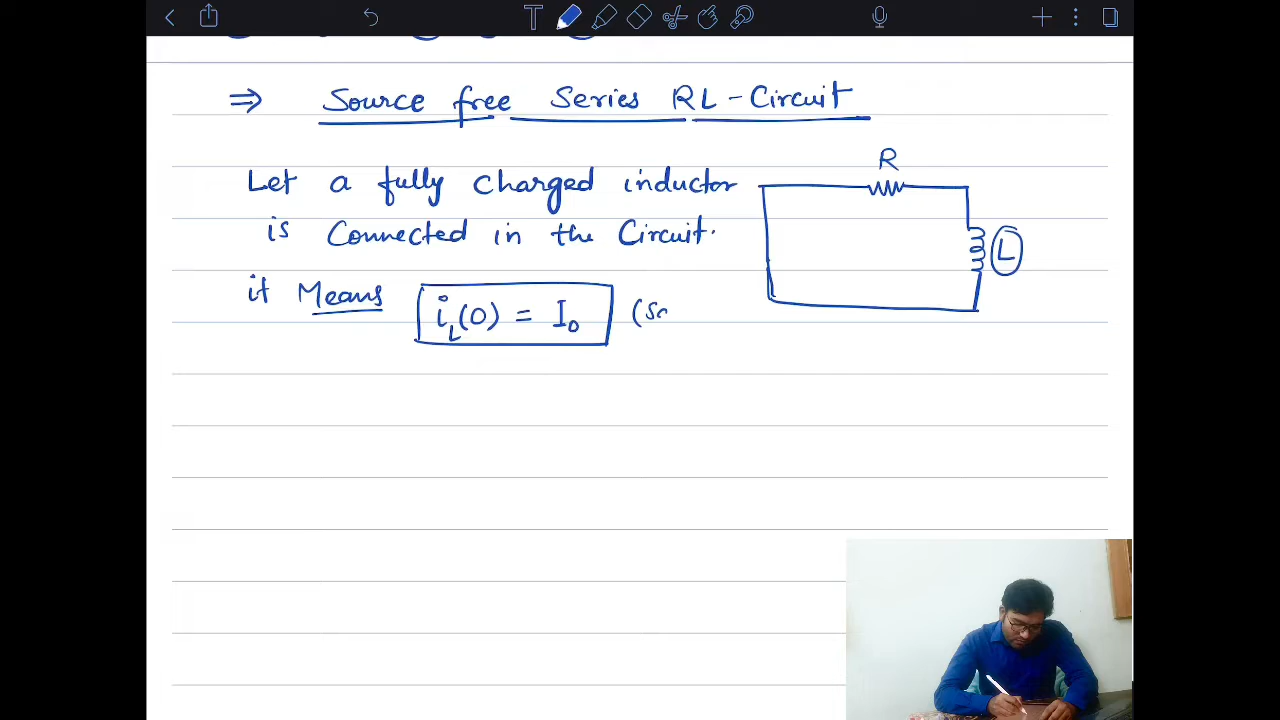 ⇒ Source free Series RL-Circuit
R
Let a fully charged inductor
is Connected in the Circuit.
L
it Means i_L(0) = I_0 (Sa